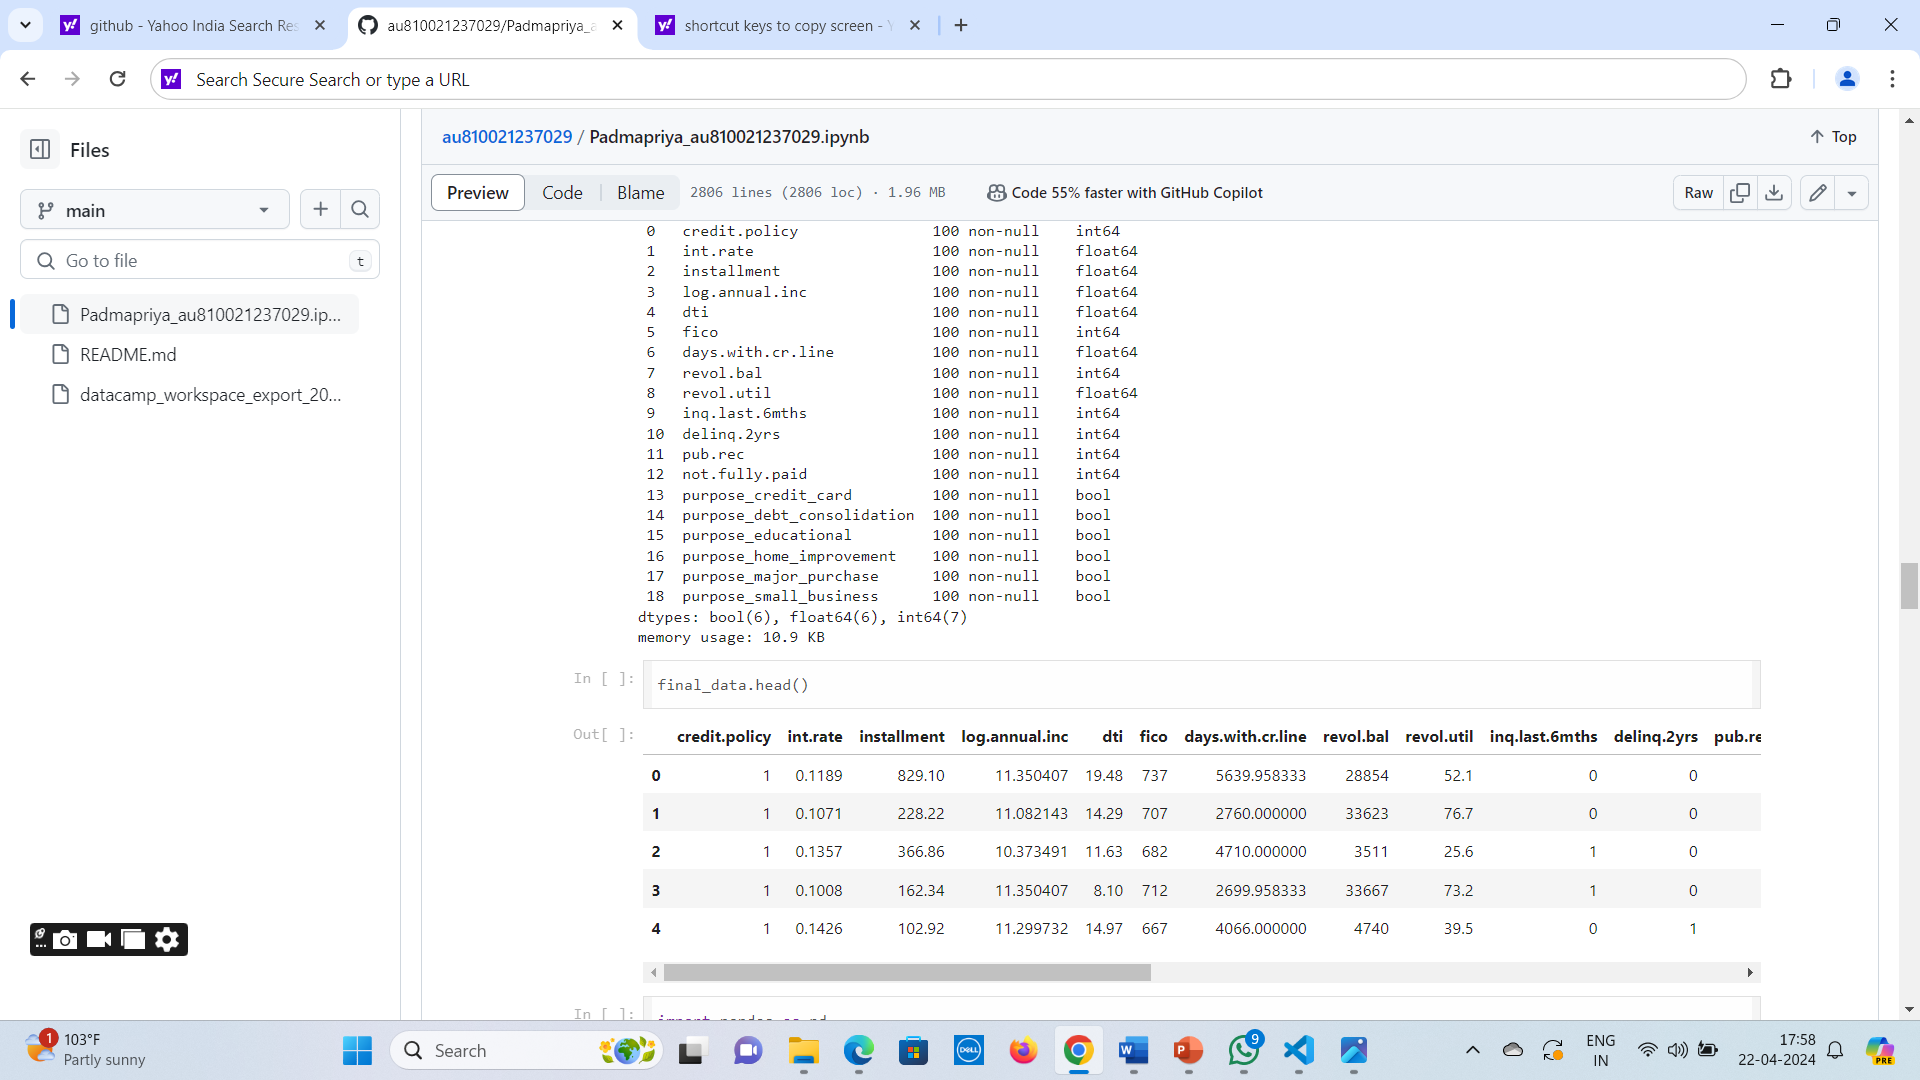 github - Yahoo India Search Res
au810021237029/Padmapriya_a
shortcut keys to copy screen - Y
Search Secure Search or type a URL
Files
au810021237029 / Padmapriya_au810021237029.ipynb
Top
main
Preview Code Blame 2806 lines (2806 loc) · 1.96 MB Code 55% faster with GitHub Copilot Raw
Go to file t
Padmapriya_au810021237029.ip...
README.md
datacamp_workspace_export_20...
0 credit.policy 100 non-null int64
1 int.rate 100 non-null float64
2 installment 100 non-null float64
3 log.annual.inc 100 non-null float64
4 dti 100 non-null float64
5 fico 100 non-null int64
6 days.with.cr.line 100 non-null float64
7 revol.bal 100 non-null int64
8 revol.util 100 non-null float64
9 inq.last.6mths 100 non-null int64
10 delinq.2yrs 100 non-null int64
11 pub.rec 100 non-null int64
12 not.fully.paid 100 non-null int64
13 purpose_credit_card 100 non-null bool
14 purpose_debt_consolidation 100 non-null bool
15 purpose_educational 100 non-null bool
16 purpose_home_improvement 100 non-null bool
17 purpose_major_purchase 100 non-null bool
18 purpose_small_business 100 non-null bool
dtypes: bool(6), float64(6), int64(7)
memory usage: 10.9 KB
In [ ]: final_data.head()
Out[ ]: credit.policy int.rate installment log.annual.inc dti fico days.with.cr.line revol.bal revol.util inq.last.6mths delinq.2yrs pub.re
0 1 0.1189 829.10 11.350407 19.48 737 5639.958333 28854 52.1 0 0
1 1 0.1071 228.22 11.082143 14.29 707 2760.000000 33623 76.7 0 0
2 1 0.1357 366.86 10.373491 11.63 682 4710.000000 3511 25.6 1 0
3 1 0.1008 162.34 11.350407 8.10 712 2699.958333 33667 73.2 1 0
4 1 0.1426 102.92 11.299732 14.97 667 4066.000000 4740 39.5 0 1
In [ ]: import pandas as pd
1
103°F
Partly sunny
Search
DELL
W
P
9
ENG
IN
17:58
22-04-2024
PRE